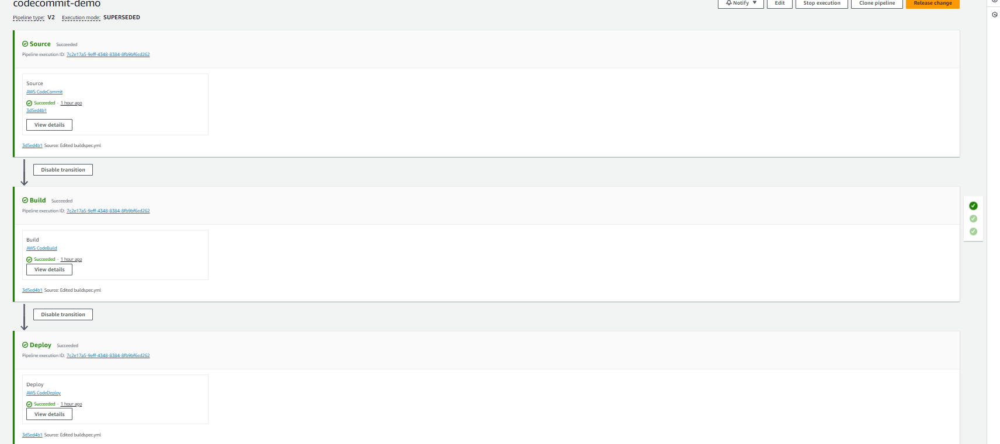 codecommit-demo
Notify ▼ Edit Stop execution Clone pipeline Release change
Pipeline type: V2 Execution mode: SUPERSEDED
Source Succeeded
Pipeline execution ID: 7c2e17a5-9eff-4348-8384-8fb9bf6cd262
Source
AWS CodeCommit
Succeeded - 1 hour ago
3d5ed4b1
View details
3d5ed4b1 Source: Edited buildspec.yml
Disable transition
Build Succeeded
Pipeline execution ID: 7c2e17a5-9eff-4348-8384-8fb9bf6cd262
Build
AWS CodeBuild
Succeeded - 1 hour ago
View details
3d5ed4b1 Source: Edited buildspec.yml
Disable transition
Deploy Succeeded
Pipeline execution ID: 7c2e17a5-9eff-4348-8384-8fb9bf6cd262
Deploy
AWS CodeDeploy
Succeeded - 1 hour ago
View details
3d5ed4b1 Source: Edited buildspec.yml